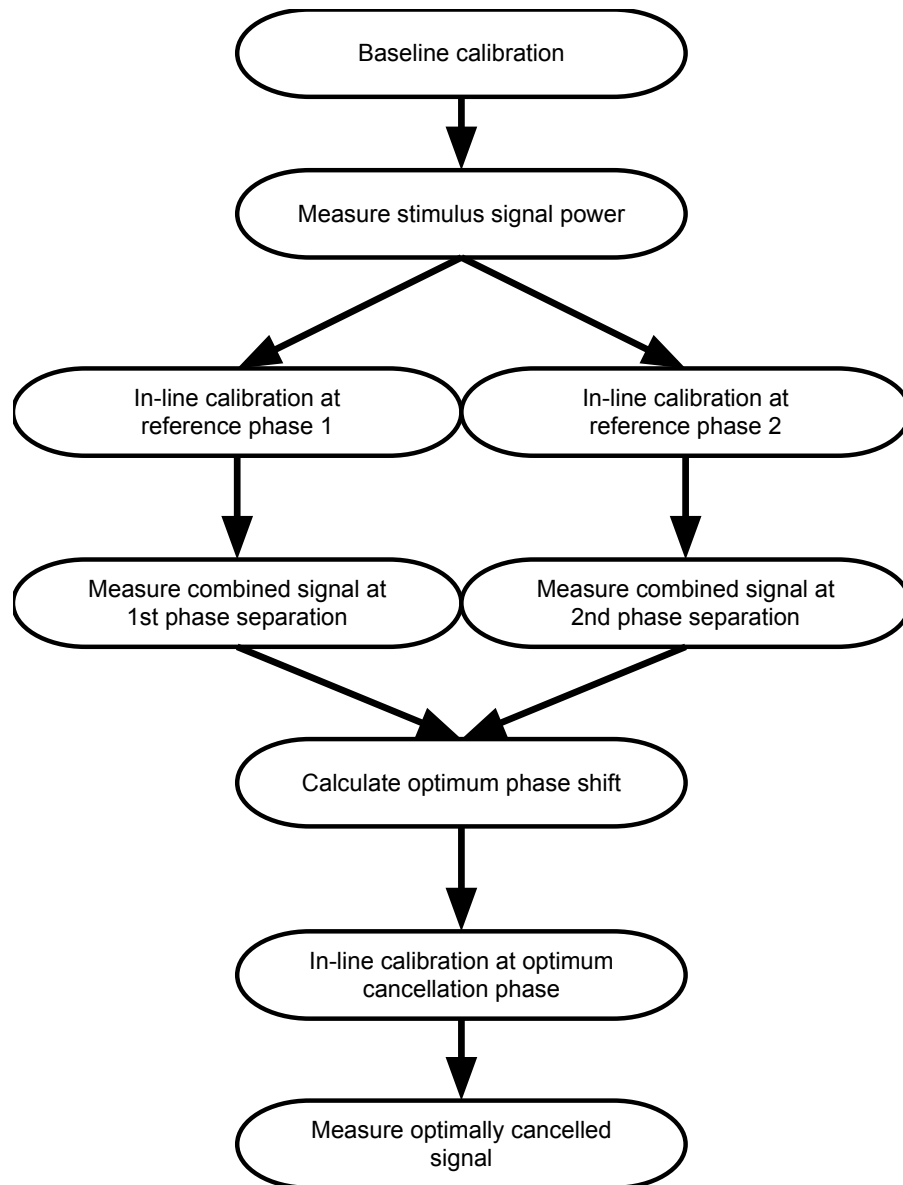 Baseline calibration
Measure stimulus signal power
In-line calibration at
reference phase 1
In-line calibration at
reference phase 2
Measure combined signal at
1st phase separation
Measure combined signal at
2nd phase separation
Calculate optimum phase shift
In-line calibration at optimum
cancellation phase
Measure optimally cancelled
signal